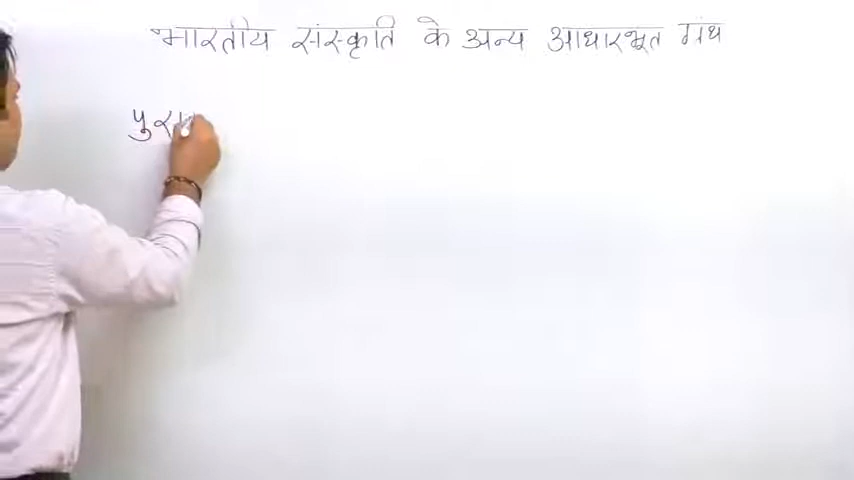 भारतीय संस्कृति के अन्य आधारभूत ग्रंथ
पुरा